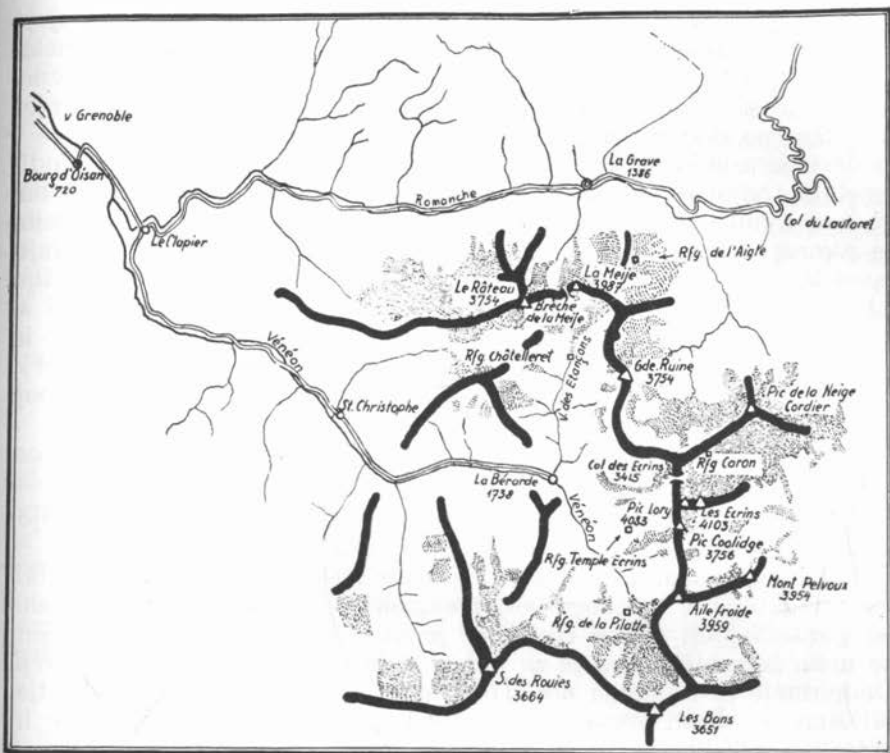 v Grenoble
Bourg d'Oisan
720
Le Clapier
Romanche
La Grave
1386
Col du Lautaret
Rfg. de l'Aigle
La Meije
3987
Le Râteau
3754
Brèche
de la Meije
Rfg. Châtelleret
V. des Etançons
Gde. Ruine
3754
Pic de la Neige
Cordier
Vénéon
St. Christophe
Col des Ecrins
3415
Rfg Caron
La Bérarde
1738
Vénéon
Pic Lory
4083
Les Ecrins
4103
Pic Coolidge
3756
Rfg. Temple Ecrins
Mont Pelvoux
3954
Ailefroide
3959
Rfg. de la Pilatte
S. des Rouies
3664
Les Bans
3651